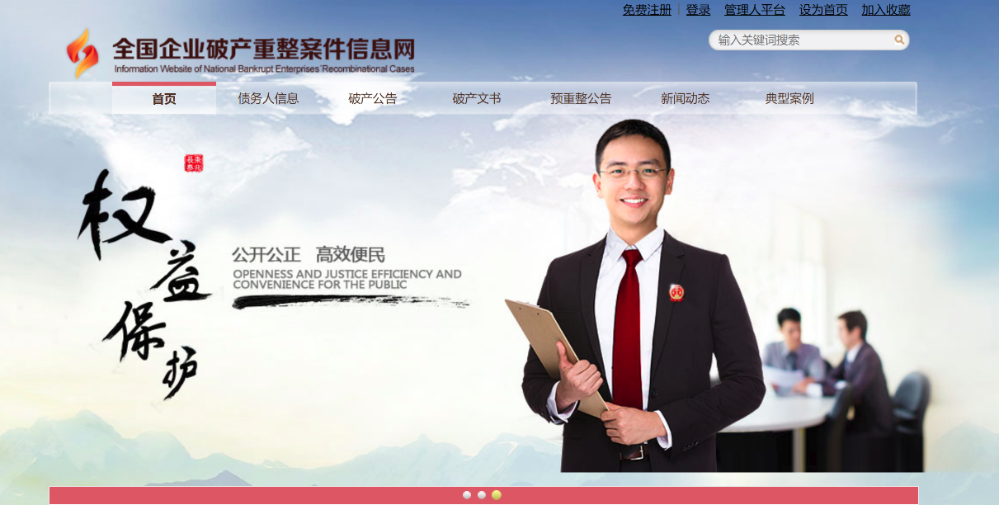 免费注册 | 登录 管理人平台 设为首页 加入收藏
全国企业破产重整案件信息网
Information Website of National Bankrupt Enterprises' Recombinational Cases
输入关键词搜索
首页 债务人信息 破产公告 破产文书 预重整公告 新闻动态 典型案例
权益保护
公开公正 高效便民
OPENNESS AND JUSTICE EFFICIENCY AND
CONVENIENCE FOR THE PUBLIC